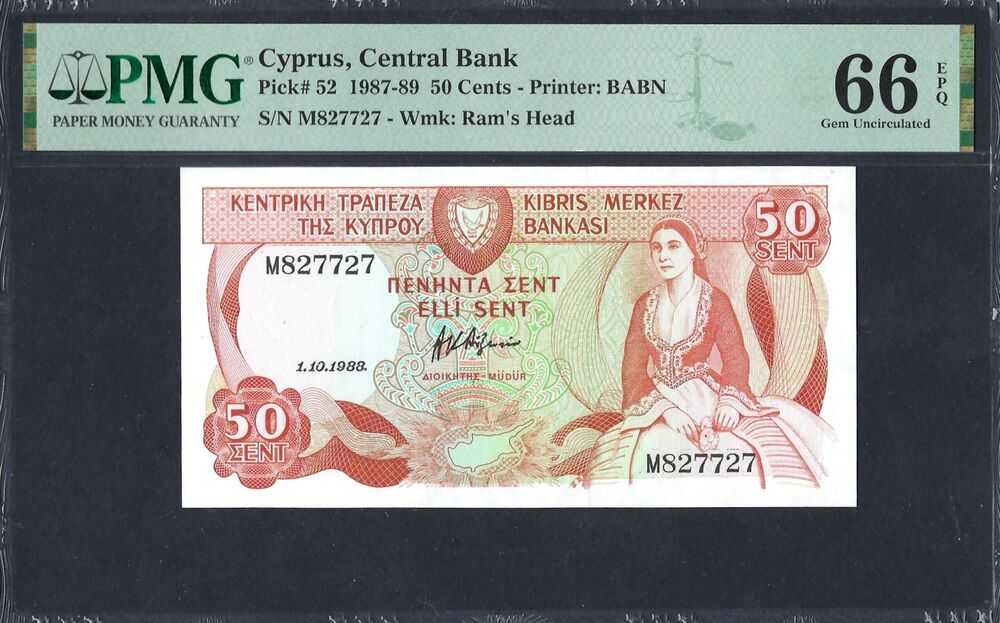 PMG®
PAPER MONEY GUARANTY
Cyprus, Central Bank
Pick# 52 1987-89 50 Cents - Printer: BABN
S/N M827727 - Wmk: Ram's Head
66 EPQ
Gem Uncirculated
ΚΕΝΤΡΙΚΗ ΤΡΑΠΕΖΑ
ΤΗΣ ΚΥΠΡΟΥ
KIBRIS MERKEZ
BANKASI
50
SENT
M827727
ΠΕΝΗΝΤΑ ΣΕΝΤ
ELLİ SENT
1.10.1988.
ΔΙΟΙΚΗΤΗΣ - MÜDÜR
50
ΣΕΝΤ
M827727